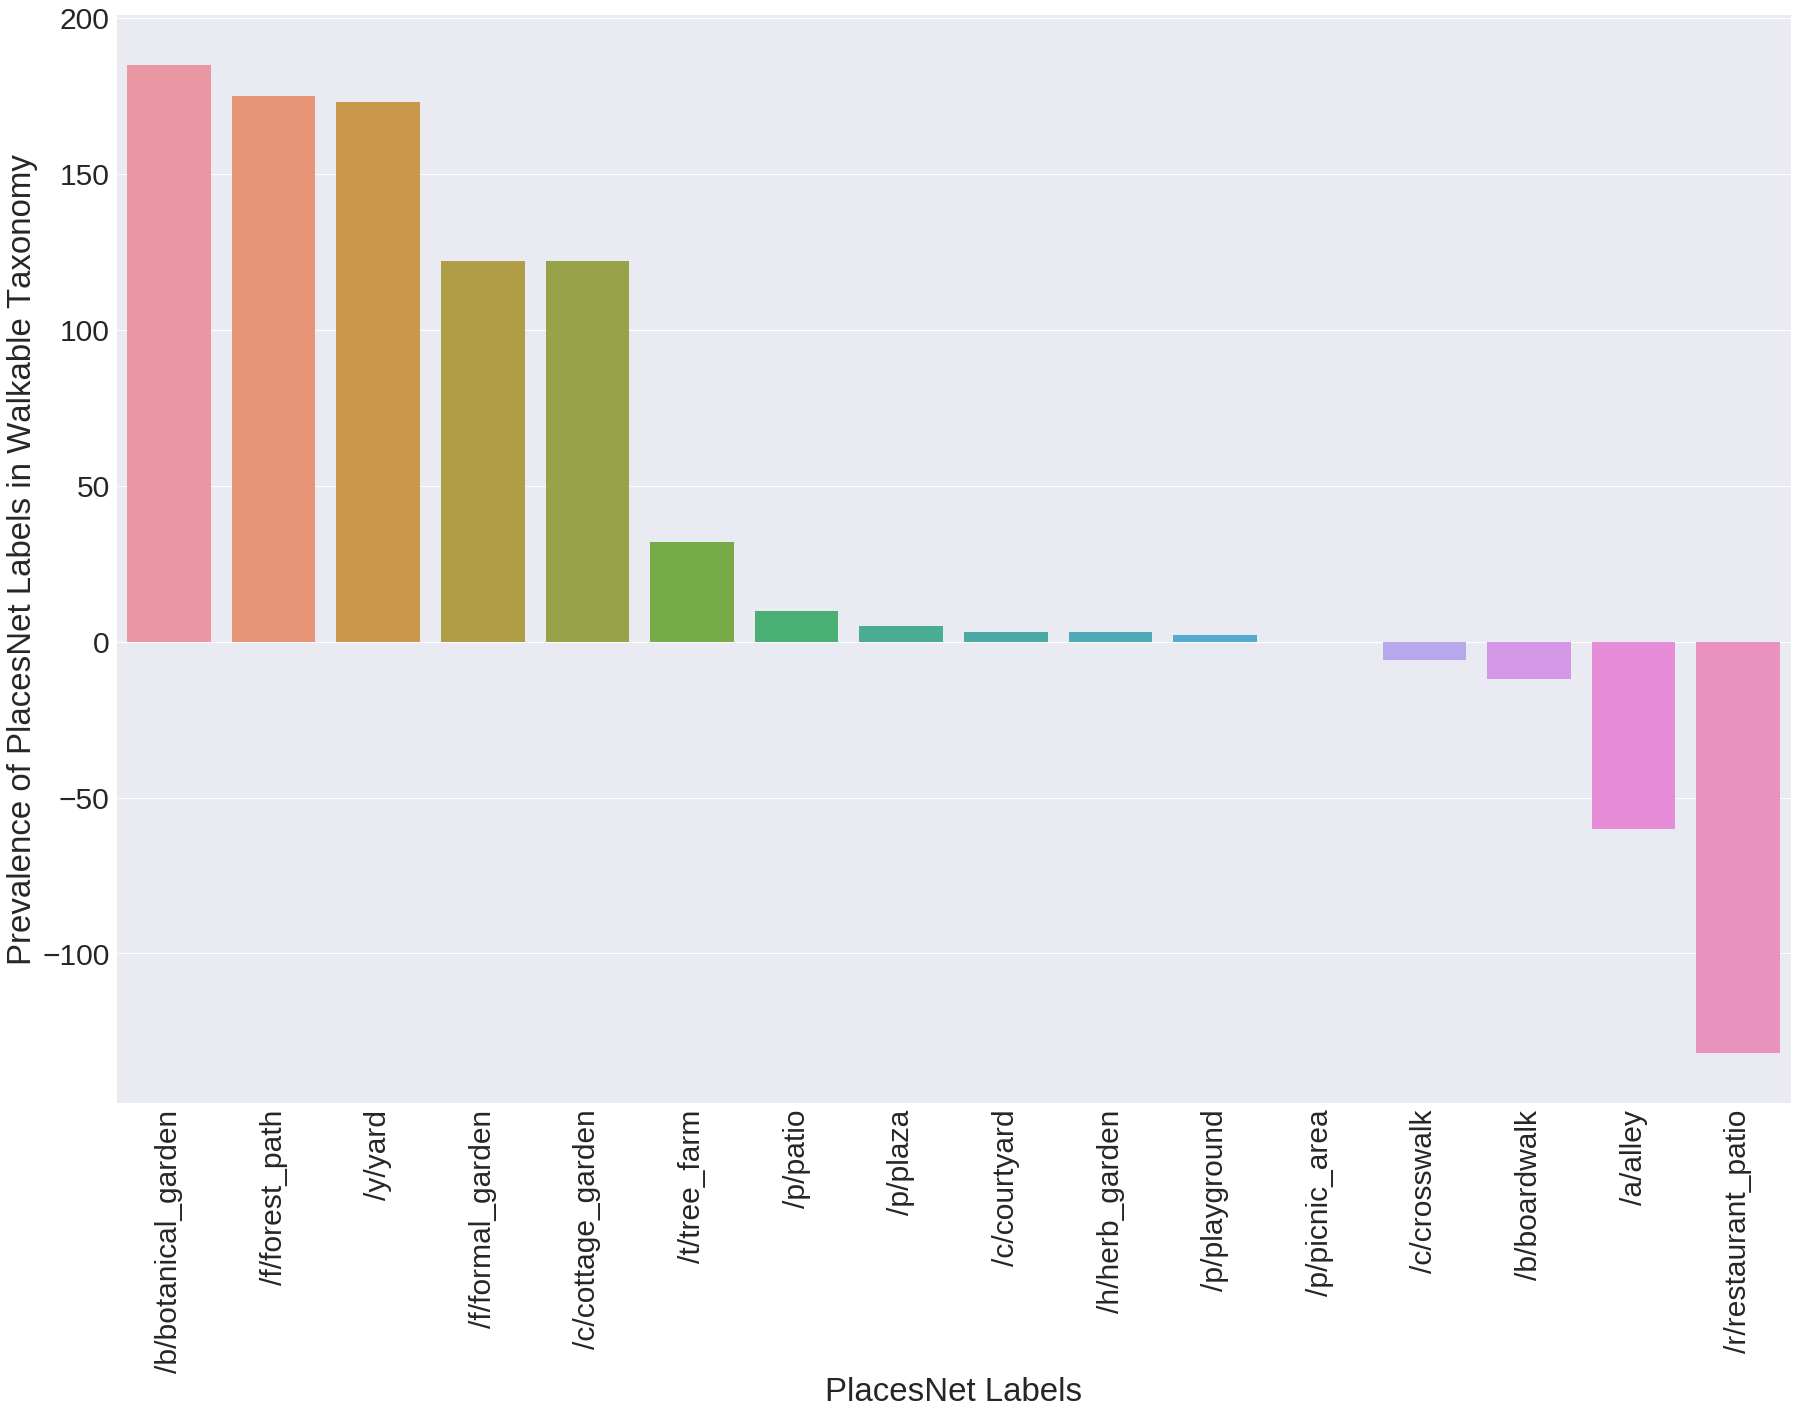 Prevalence of PlacesNet Labels in Walkable Taxonomy
200
150
100
50
0
−50
−100
/b/botanical_garden
/f/forest_path
/y/yard
/f/formal_garden
/c/cottage_garden
/t/tree_farm
/p/patio
/p/plaza
/c/courtyard
/h/herb_garden
/p/playground
/p/picnic_area
/c/crosswalk
/b/boardwalk
/a/alley
/r/restaurant_patio
PlacesNet Labels